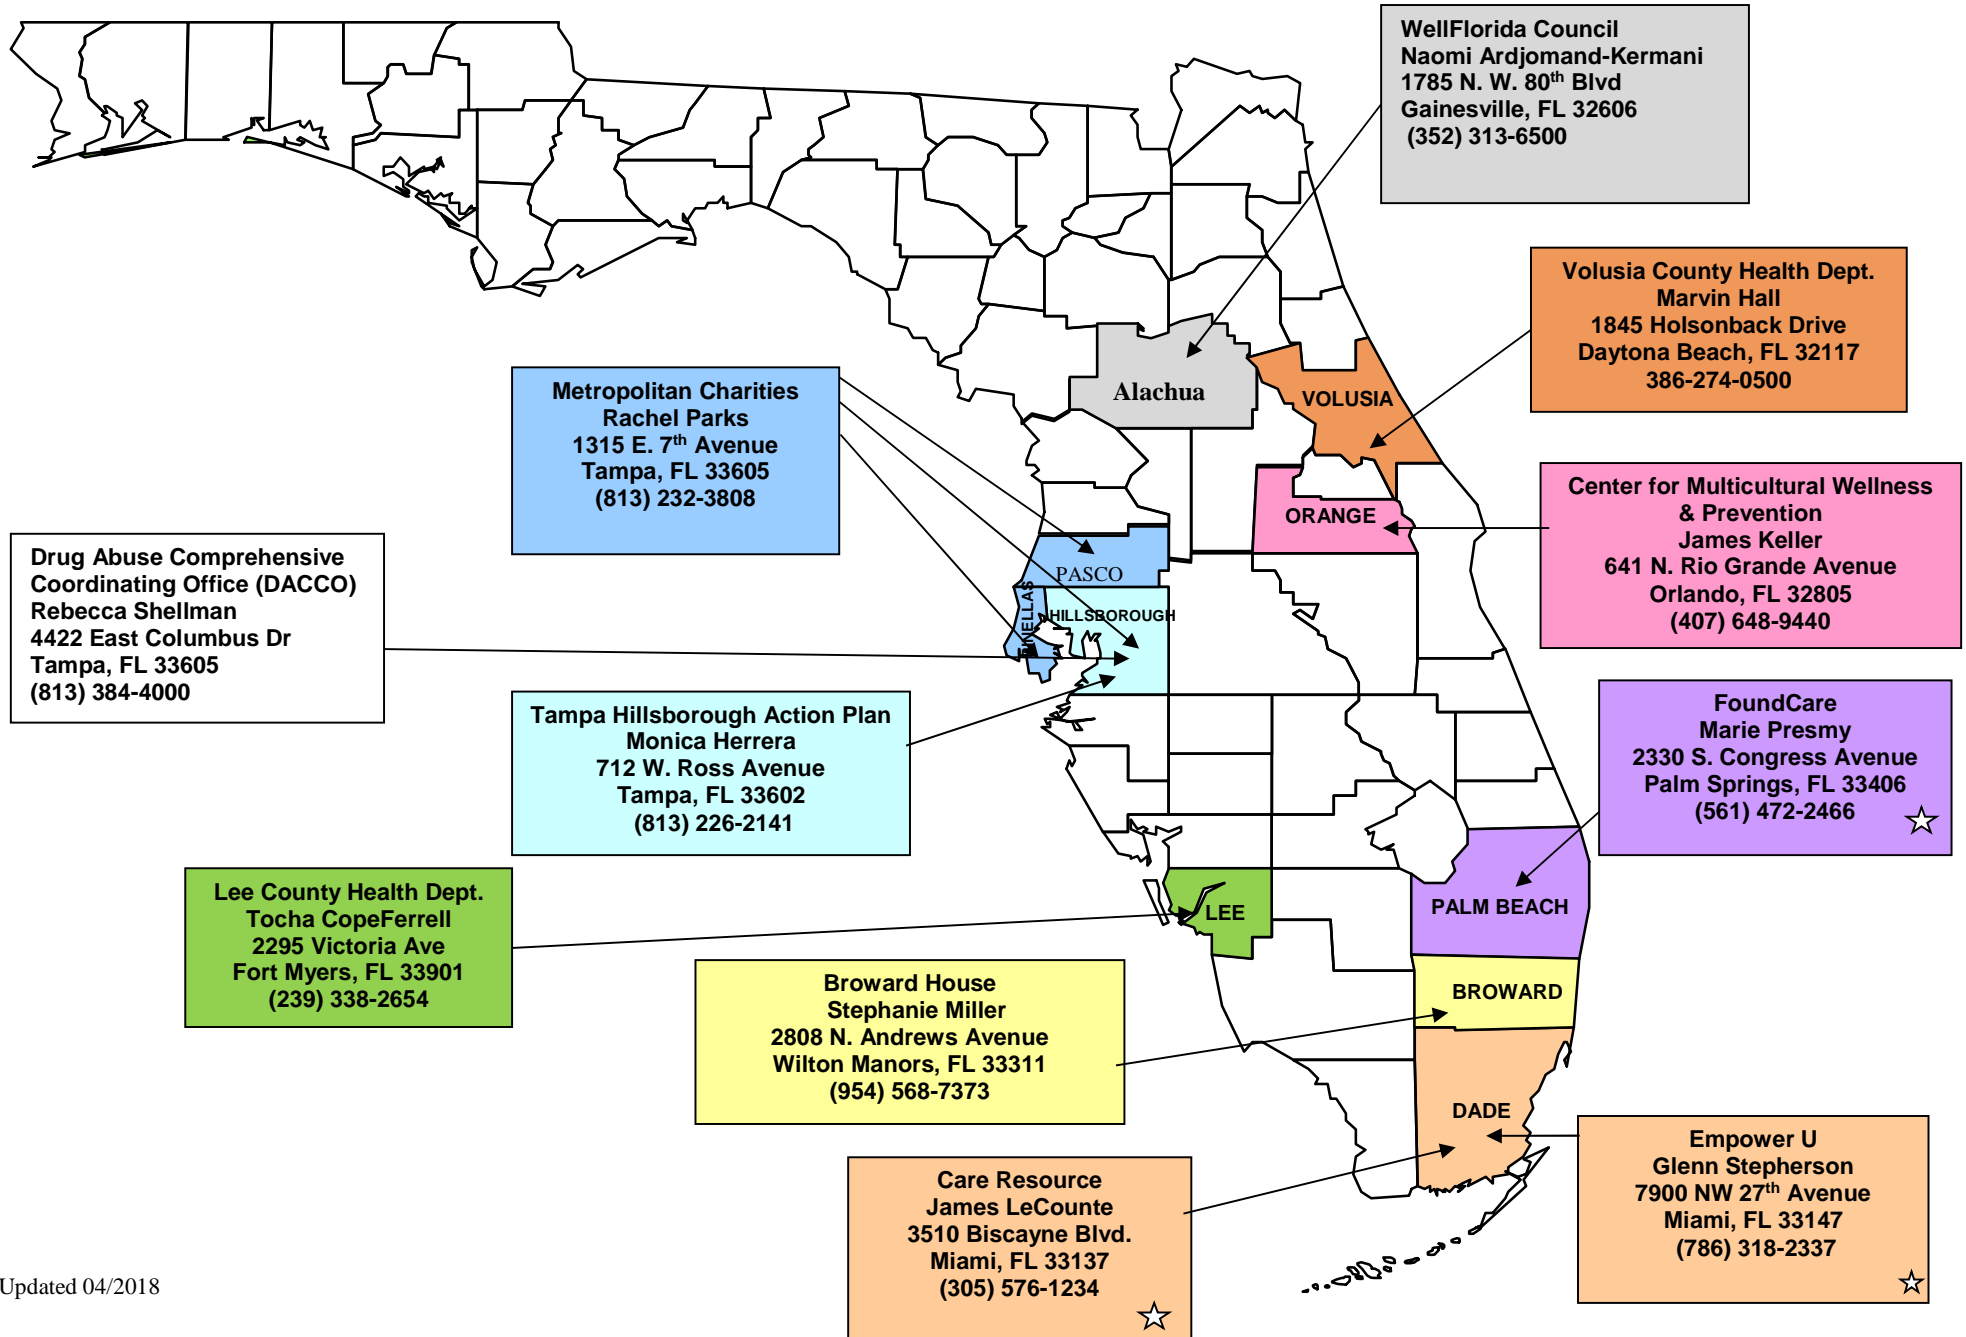 WellFlorida Council
Naomi Ardjomand-Kermani
1785 N. W. 80th Blvd
Gainesville, FL 32606
(352) 313-6500
Volusia County Health Dept.
Marvin Hall
1845 Holsonback Drive
Daytona Beach, FL 32117
386-274-0500
Metropolitan Charities
Rachel Parks
1315 E. 7th Avenue
Tampa, FL 33605
(813) 232-3808
Alachua
VOLUSIA
Center for Multicultural Wellness
& Prevention
James Keller
641 N. Rio Grande Avenue
Orlando, FL 32805
(407) 648-9440
ORANGE
Drug Abuse Comprehensive
Coordinating Office (DACCO)
Rebecca Shellman
4422 East Columbus Dr
Tampa, FL 33605
(813) 384-4000
PASCO
PINELLAS
HILLSBOROUGH
Tampa Hillsborough Action Plan
Monica Herrera
712 W. Ross Avenue
Tampa, FL 33602
(813) 226-2141
FoundCare
Marie Presmy
2330 S. Congress Avenue
Palm Springs, FL 33406
(561) 472-2466
Lee County Health Dept.
Tocha CopeFerrell
2295 Victoria Ave
Fort Myers, FL 33901
(239) 338-2654
LEE
PALM BEACH
Broward House
Stephanie Miller
2808 N. Andrews Avenue
Wilton Manors, FL 33311
(954) 568-7373
BROWARD
DADE
Care Resource
James LeCounte
3510 Biscayne Blvd.
Miami, FL 33137
(305) 576-1234
Empower U
Glenn Stepherson
7900 NW 27th Avenue
Miami, FL 33147
(786) 318-2337
Updated 04/2018